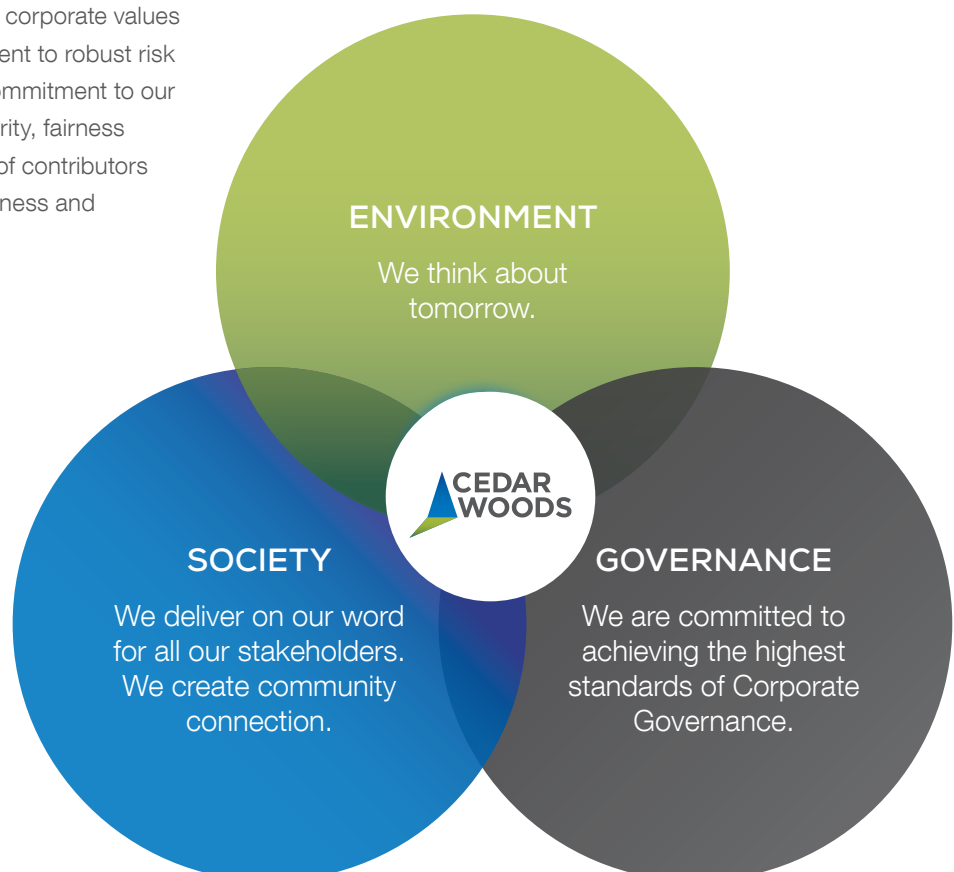 corporate values
ent to robust risk
ommitment to our
rity, fairness
of contributors
ness and
ENVIRONMENT
We think about
tomorrow.
CEDAR
WOODS
SOCIETY
We deliver on our word
for all our stakeholders.
We create community
connection.
GOVERNANCE
We are committed to
achieving the highest
standards of Corporate
Governance.